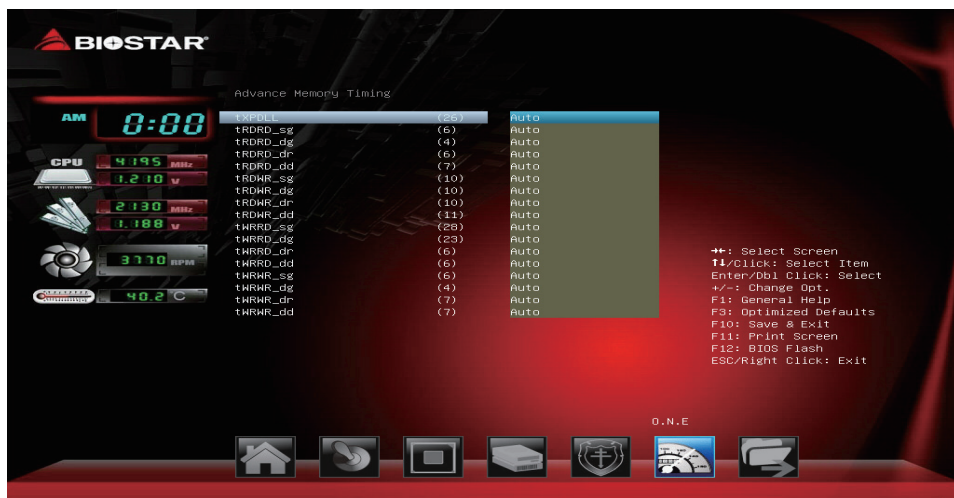 BIOSTAR
Advance Memory Timing
AM 0:00
CPU 4195 MHz
1.210 V
2130 MHz
1.188 V
3770 RPM
40.2 C
tXPDLL (26) Auto
tRDRD_sg (6) Auto
tRDRD_dg (4) Auto
tRDRD_dr (6) Auto
tRDRD_dd (7) Auto
tRDWR_sg (10) Auto
tRDWR_dg (10) Auto
tRDWR_dr (10) Auto
tRDWR_dd (11) Auto
tWRRD_sg (28) Auto
tWRRD_dg (23) Auto
tWRRD_dr (6) Auto
tWRRD_dd (6) Auto
tWRWR_sg (6) Auto
tWRWR_dg (4) Auto
tWRWR_dr (7) Auto
tWRWR_dd (7) Auto
→←: Select Screen
↑↓/Click: Select Item
Enter/Dbl Click: Select
+/-: Change Opt.
F1: General Help
F3: Optimized Defaults
F10: Save & Exit
F11: Print Screen
F12: BIOS Flash
ESC/Right Click: Exit
O.N.E